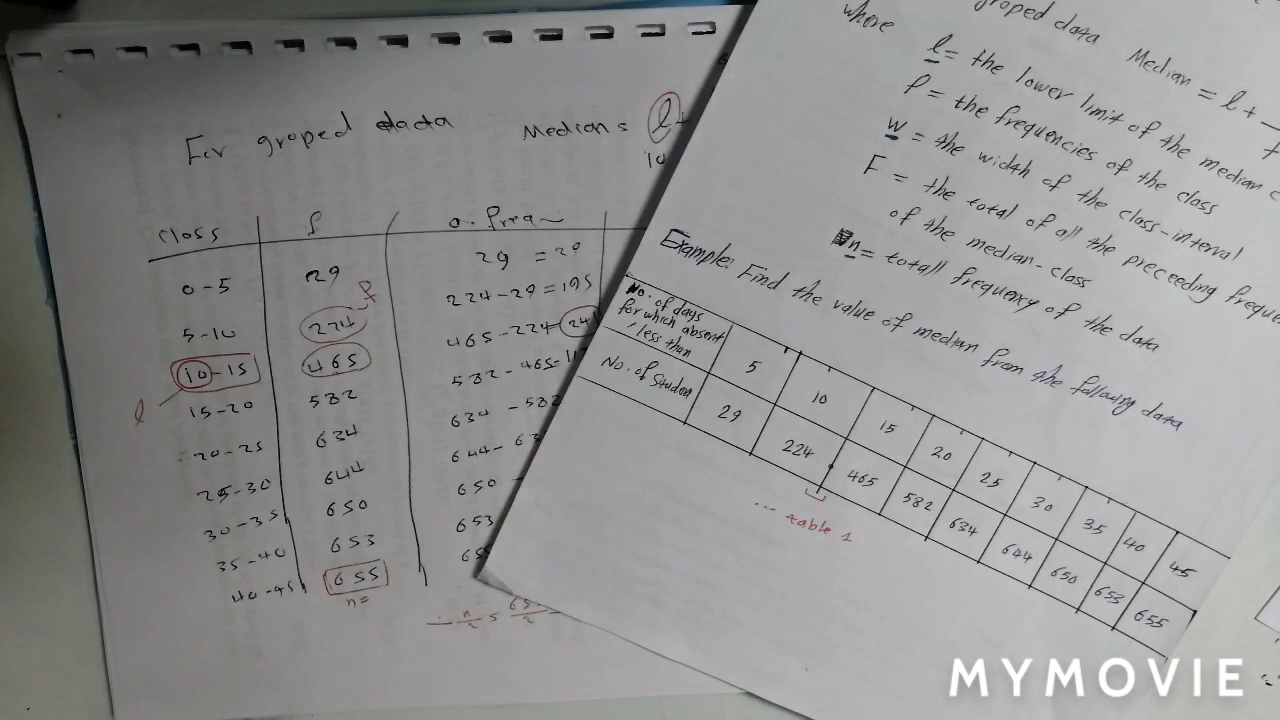 For groped data Median = l
10
class f o. freq
0-5 29 29 = 29
5-10 224 f 224-29=195
10-15 465 465-224=241
l
15-20 582 582-465=
20-25 634 634-582
25-30 644 644-63
30-35 650 650
35-40 653 653
40-45 655
n=
n/2 =
groped data Median = l +
where
l = the lower limit of the median c
f = the frequencies of the class
w = the width of the class-interval
F = the total of all the preceeding freque
of the median-class
n = totall frequency of the data
Example: Find the value of median from the following data
No. of days for which absent, less than 5 10 15 20 25 30 35 40 45
No. of studen 29 224 465 582 634 644 650 653 655
... table 1
MYMOVIE